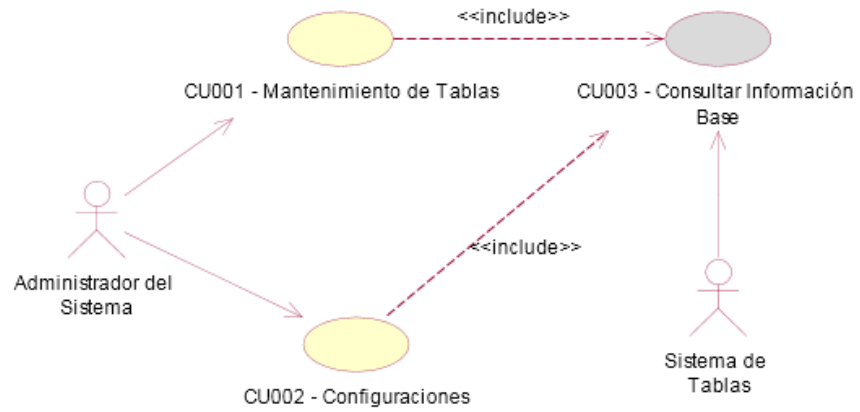 <<include>>
CU001 - Mantenimiento de Tablas
CU003 - Consultar Información
Base
<<include>>
Administrador del
Sistema
Sistema de
Tablas
CU002 - Configuraciones